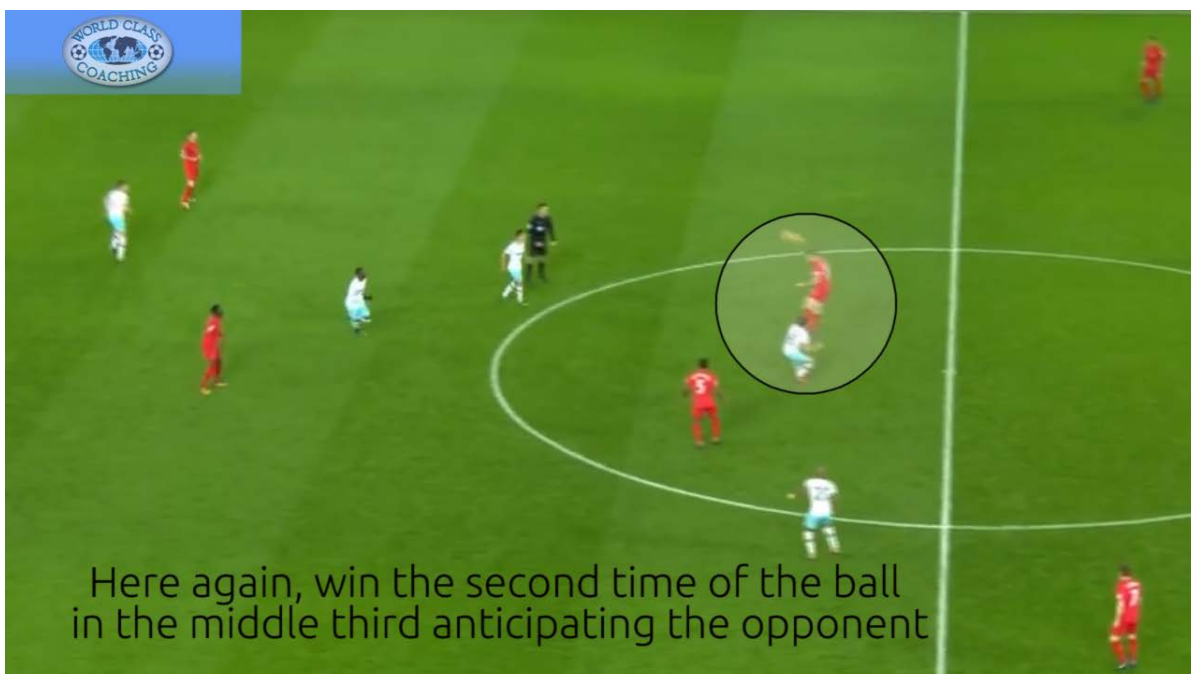 WORLD CLASS
COACHING
5
Here again, win the second time of the ball
in the middle third anticipating the opponent